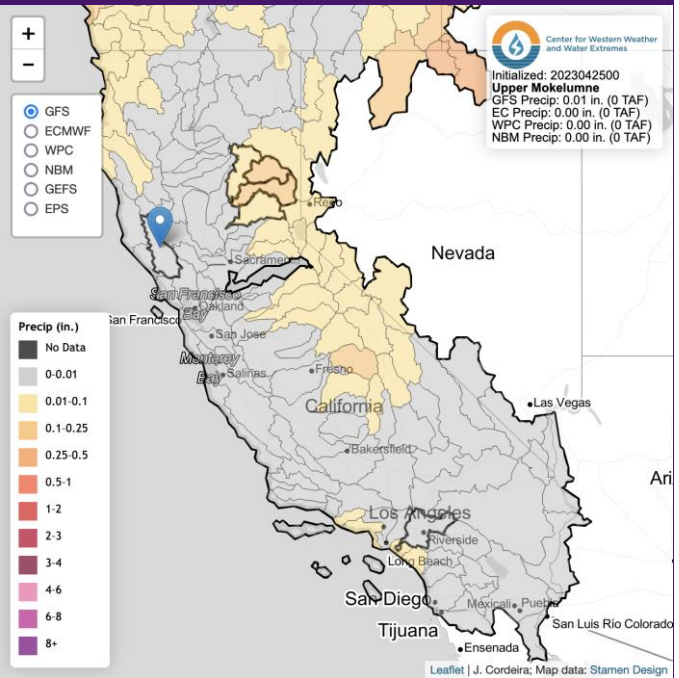 +
−
GFS
ECMWF
WPC
NBM
GEFS
EPS
Center for Western Weather
and Water Extremes
Initialized: 2023042500
Upper Mokelumne
GFS Precip: 0.01 in. (0 TAF)
EC Precip: 0.00 in. (0 TAF)
WPC Precip: 0.00 in. (0 TAF)
NBM Precip: 0.00 in. (0 TAF)
Reno
Nevada
Sacramento
San Francisco
Bay
Oakland
San Francisco
San Jose
Monterey
Bay
Salinas
Fresno
California
Las Vegas
Bakersfield
Ari
Los Angeles
Riverside
Long Beach
San Diego
Mexicali
Puebla
Tijuana
San Luis Río Colorado
Ensenada
Precip (in.)
No Data
0-0.01
0.01-0.1
0.1-0.25
0.25-0.5
0.5-1
1-2
2-3
3-4
4-6
6-8
8+
Leaflet | J. Cordeira; Map data: Stamen Design